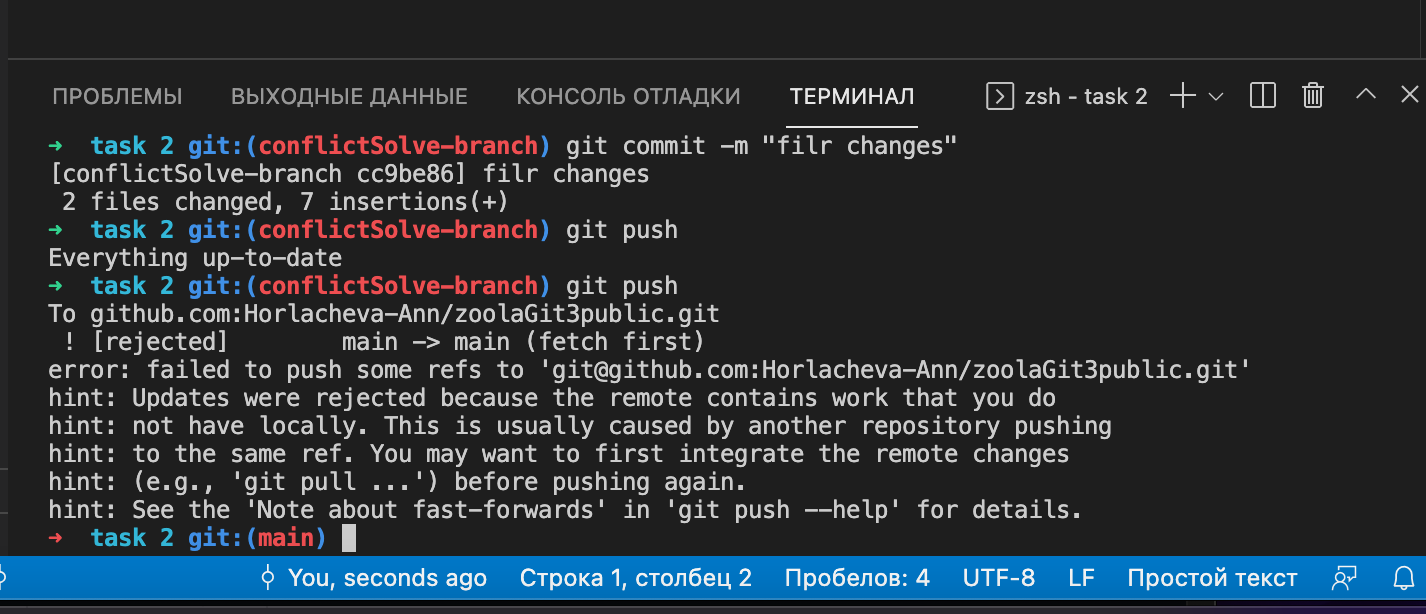 ПРОБЛЕМЫ ВЫХОДНЫЕ ДАННЫЕ КОНСОЛЬ ОТЛАДКИ ТЕРМИНАЛ zsh - task 2
➜ task 2 git:(conflictSolve-branch) git commit -m "filr changes"
[conflictSolve-branch cc9be86] filr changes
2 files changed, 7 insertions(+)
➜ task 2 git:(conflictSolve-branch) git push
Everything up-to-date
➜ task 2 git:(conflictSolve-branch) git push
To github.com:Horlacheva-Ann/zoolaGit3public.git
! [rejected] main -> main (fetch first)
error: failed to push some refs to 'git@github.com:Horlacheva-Ann/zoolaGit3public.git'
hint: Updates were rejected because the remote contains work that you do
hint: not have locally. This is usually caused by another repository pushing
hint: to the same ref. You may want to first integrate the remote changes
hint: (e.g., 'git pull ...') before pushing again.
hint: See the 'Note about fast-forwards' in 'git push --help' for details.
➜ task 2 git:(main)
You, seconds ago Строка 1, столбец 2 Пробелов: 4 UTF-8 LF Простой текст